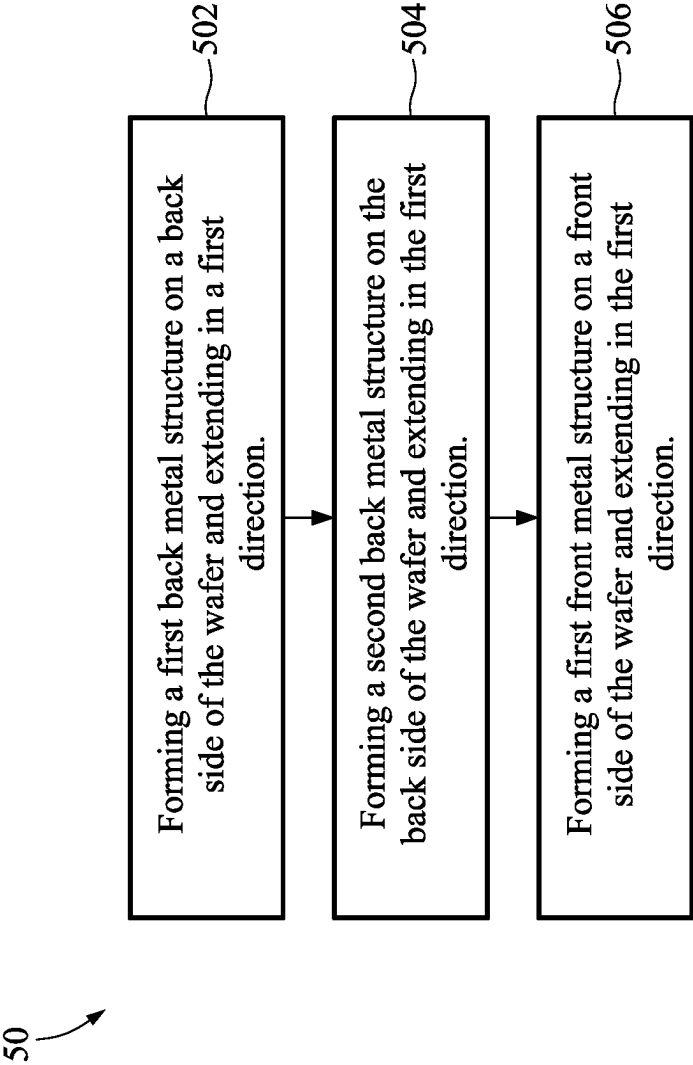 50
Forming a first back metal structure on a back
side of the wafer and extending in a first
direction.
502
Forming a second back metal structure on the
back side of the wafer and extending in the first
direction.
504
Forming a first front metal structure on a front
side of the wafer and extending in the first
direction.
506